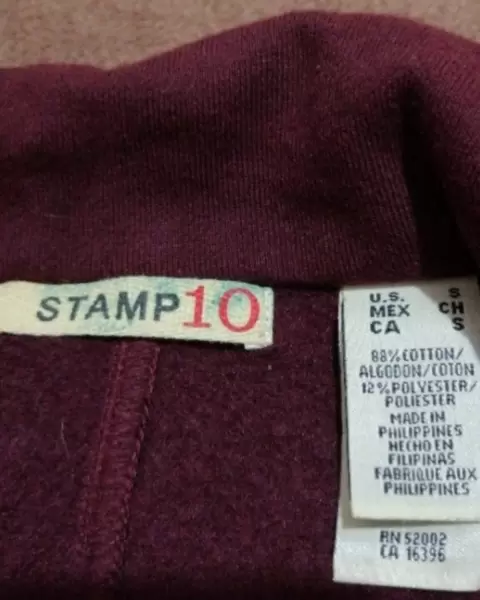 STAMP10
U.S. S
MEX CH
CA S
88% COTTON/
ALGODON/COTON
12% POLYESTER/
POLIESTER
MADE IN
PHILIPPINES
HECHO EN
FILIPINAS
FABRIQUE AUX
PHILIPPINES
RN 52002
CA 16396